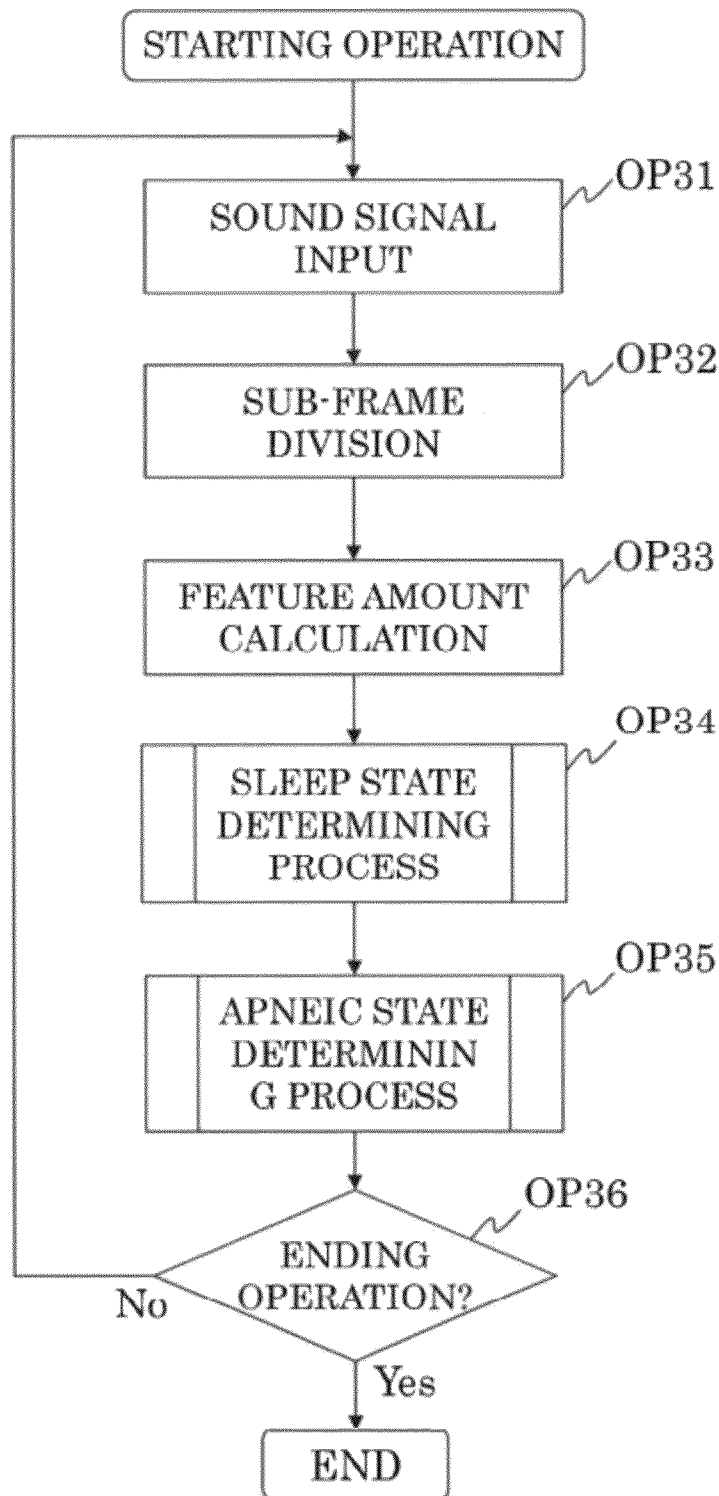 STARTING OPERATION
OP31
SOUND SIGNAL
INPUT
OP32
SUB-FRAME
DIVISION
OP33
FEATURE AMOUNT
CALCULATION
OP34
SLEEP STATE
DETERMINING
PROCESS
OP35
APNEIC STATE
DETERMININ
G PROCESS
OP36
ENDING
OPERATION?
No
Yes
END